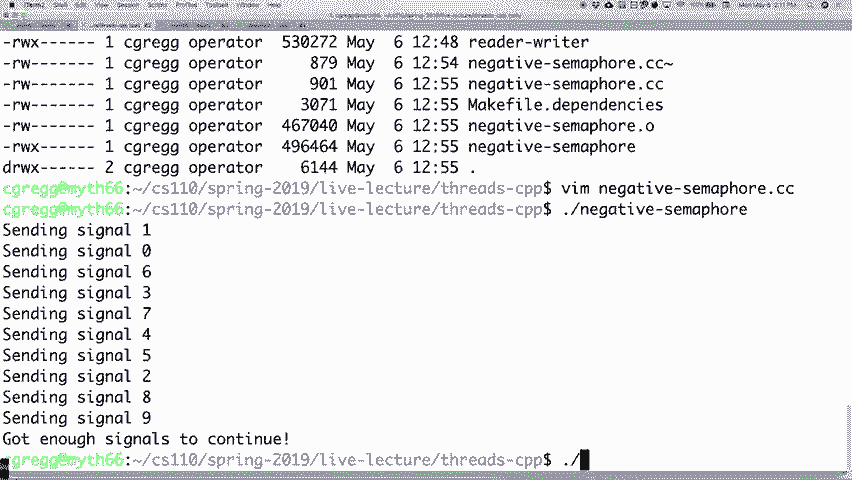 -rwx------ 1 cgregg operator 530272 May 6 12:48 reader-writer
-rwx------ 1 cgregg operator 879 May 6 12:54 negative-semaphore.cc~
-rwx------ 1 cgregg operator 901 May 6 12:55 negative-semaphore.cc
-rwx------ 1 cgregg operator 3071 May 6 12:55 Makefile.dependencies
-rw------- 1 cgregg operator 467040 May 6 12:55 negative-semaphore.o
-rwx------ 1 cgregg operator 496464 May 6 12:55 negative-semaphore
drwx------ 2 cgregg operator 6144 May 6 12:55 .
cgregg@myth66:~/cs110/spring-2019/live-lecture/threads-cpp$ vim negative-semaphore.cc
cgregg@myth66:~/cs110/spring-2019/live-lecture/threads-cpp$ ./negative-semaphore
Sending signal 1
Sending signal 0
Sending signal 6
Sending signal 3
Sending signal 7
Sending signal 4
Sending signal 5
Sending signal 2
Sending signal 8
Sending signal 9
Got enough signals to continue!
cgregg@myth66:~/cs110/spring-2019/live-lecture/threads-cpp$ ./